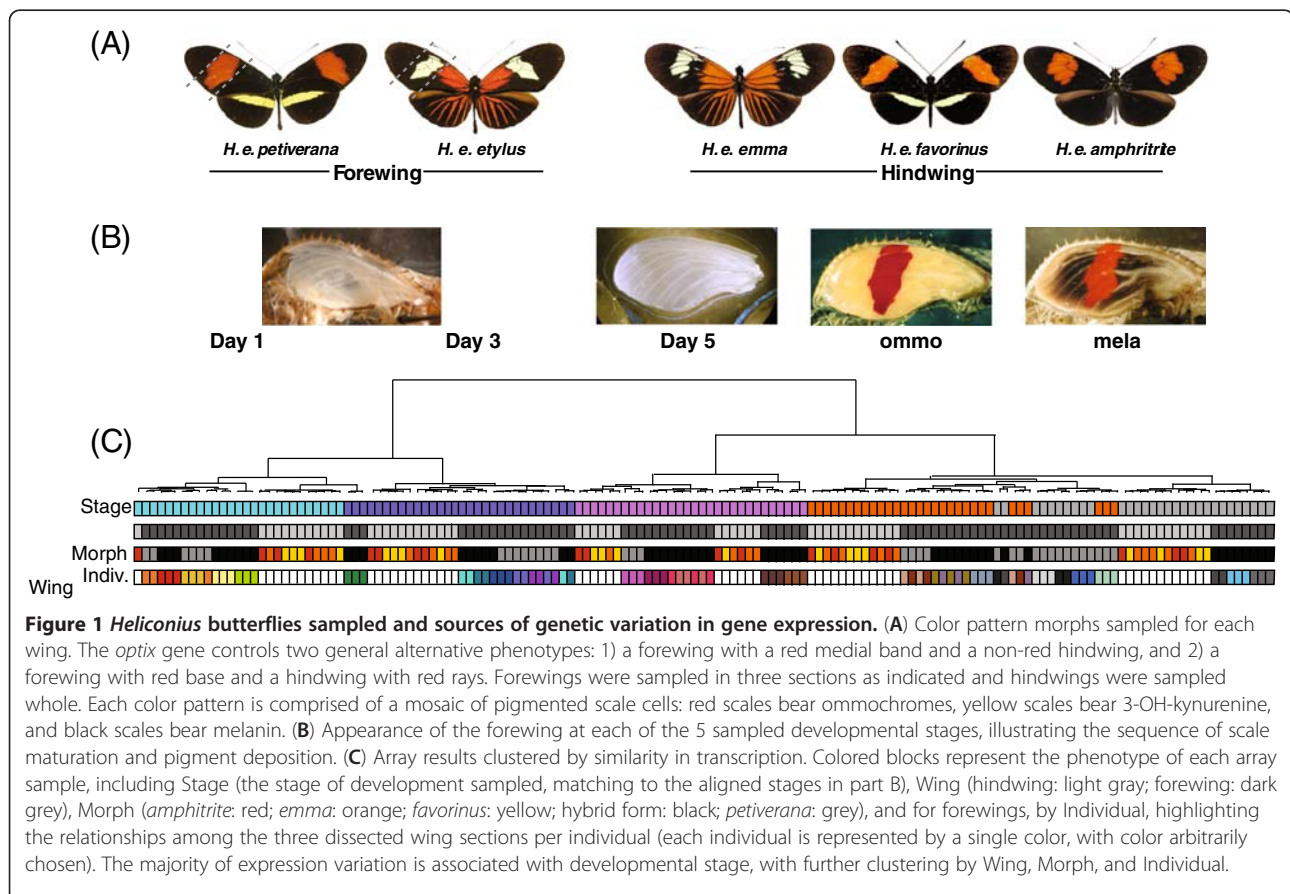 (A)
H. e. petiverana H. e. etylus H. e. emma H. e. favorinus H. e. amphritrite
Forewing Hindwing
(B)
Day 1 Day 3 Day 5 ommo mela
(C)
Stage
Morph
Indiv.
Wing
Figure 1 Heliconius butterflies sampled and sources of genetic variation in gene expression. (A) Color pattern morphs sampled for each
wing. The optix gene controls two general alternative phenotypes: 1) a forewing with a red medial band and a non-red hindwing, and 2) a
forewing with red base and a hindwing with red rays. Forewings were sampled in three sections as indicated and hindwings were sampled
whole. Each color pattern is comprised of a mosaic of pigmented scale cells: red scales bear ommochromes, yellow scales bear 3-OH-kynurenine,
and black scales bear melanin. (B) Appearance of the forewing at each of the 5 sampled developmental stages, illustrating the sequence of scale
maturation and pigment deposition. (C) Array results clustered by similarity in transcription. Colored blocks represent the phenotype of each array
sample, including Stage (the stage of development sampled, matching to the aligned stages in part B), Wing (hindwing: light gray; forewing: dark
grey), Morph (amphitrite: red; emma: orange; favorinus: yellow; hybrid form: black; petiverana: grey), and for forewings, by Individual, highlighting
the relationships among the three dissected wing sections per individual (each individual is represented by a single color, with color arbitrarily
chosen). The majority of expression variation is associated with developmental stage, with further clustering by Wing, Morph, and Individual.